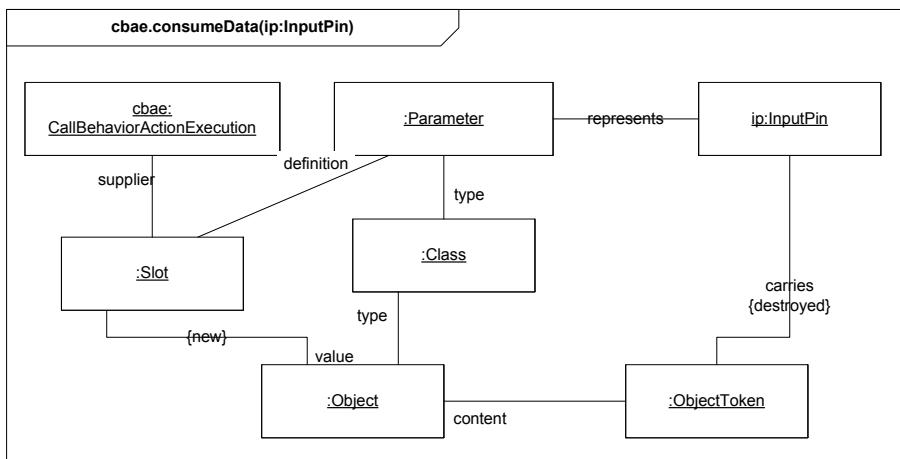 cbae.consumeData(ip:InputPin)
cbae:
CallBehaviorActionExecution
:Parameter
represents
ip:InputPin
definition
supplier
type
:Slot
:Class
carries
{destroyed}
type
{new}
value
:Object
content
:ObjectToken